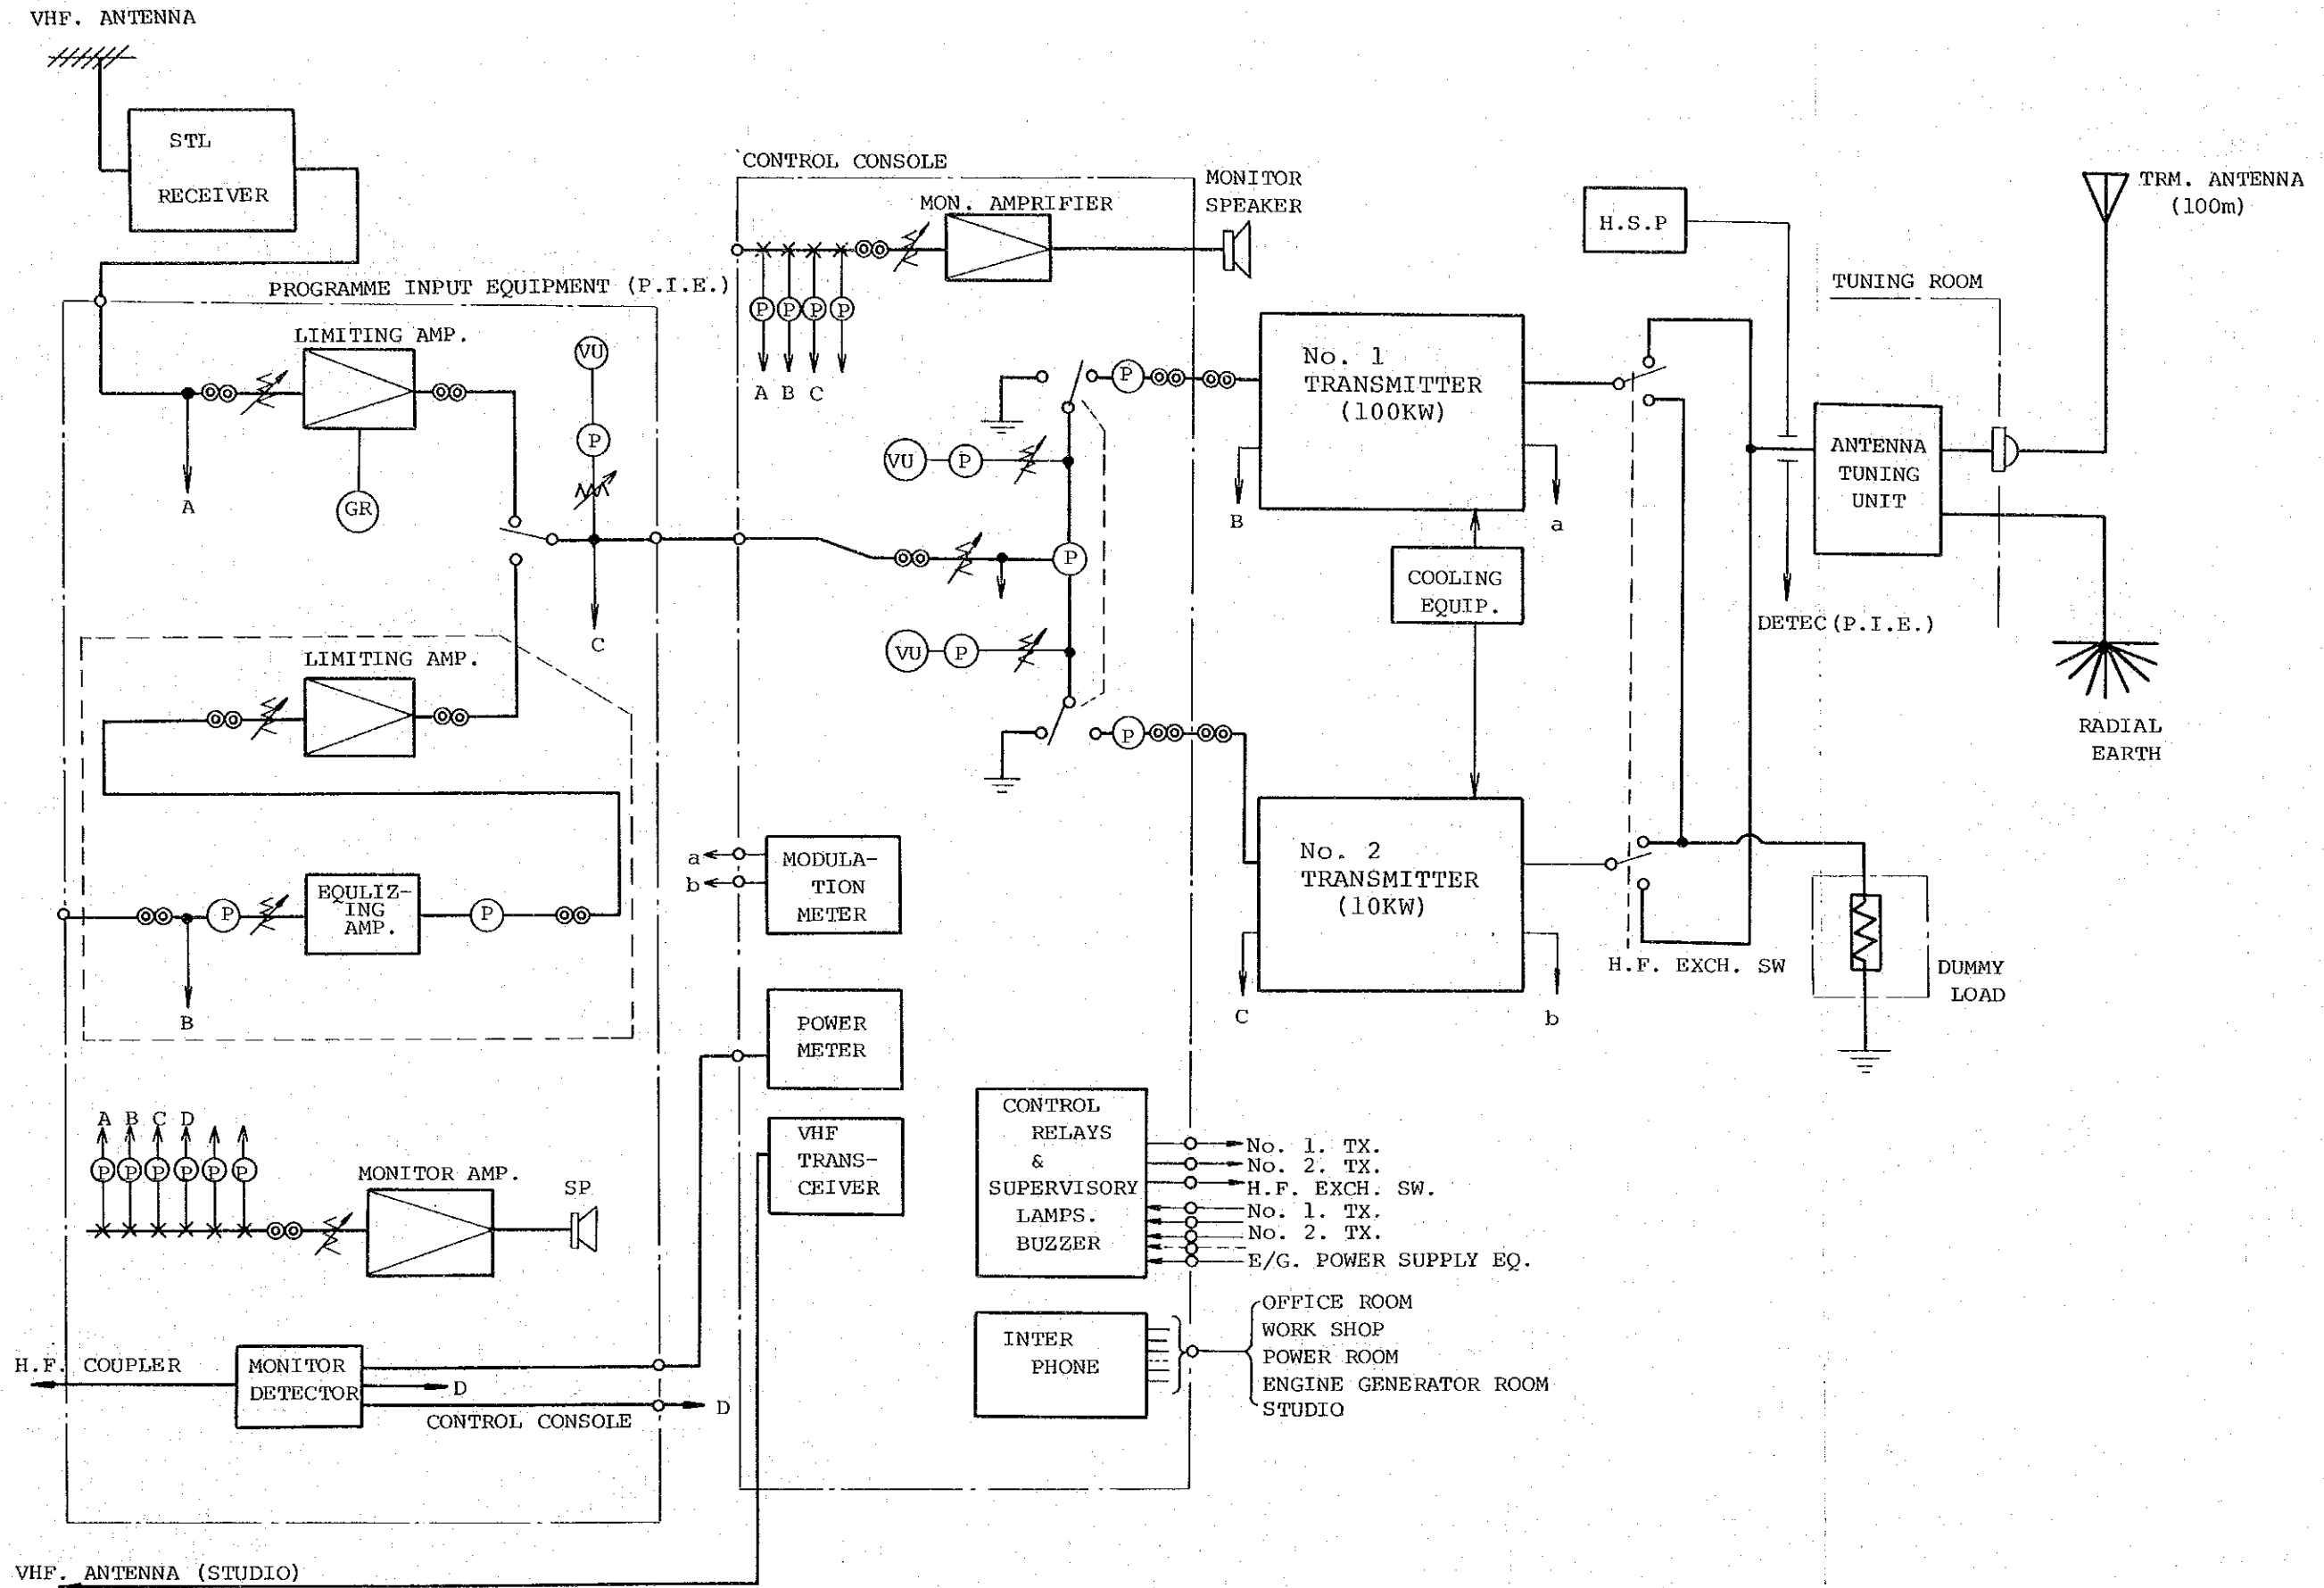 VHF. ANTENNA
STL
RECEIVER
PROGRAMME INPUT EQUIPMENT (P.I.E.)
LIMITING AMP.
VU
P
GR
A
C
LIMITING AMP.
EQULIZ-
ING
AMP.
P
P
B
A B C D
P P P P P P
MONITOR AMP.
SP
H.F. COUPLER
MONITOR
DETECTOR
D
CONTROL CONSOLE
D
VHF. ANTENNA (STUDIO)
CONTROL CONSOLE
MON. AMPRIFIER
MONITOR
SPEAKER
P P P P
A B C
P
VU P
P
VU P
P
a
b
MODULA-
TION
METER
POWER
METER
VHF
TRANS-
CEIVER
CONTROL
RELAYS
&
SUPERVISORY
LAMPS.
BUZZER
No. 1. TX.
No. 2. TX.
H.F. EXCH. SW.
No. 1. TX.
No. 2. TX.
E/G. POWER SUPPLY EQ.
INTER
PHONE
OFFICE ROOM
WORK SHOP
POWER ROOM
ENGINE GENERATOR ROOM
STUDIO
No. 1
TRANSMITTER
(100KW)
B
a
COOLING
EQUIP.
No. 2
TRANSMITTER
(10KW)
C
b
H.F. EXCH. SW
H.S.P
TUNING ROOM
ANTENNA
TUNING
UNIT
DETEC(P.I.E.)
TRM. ANTENNA
(100m)
RADIAL
EARTH
DUMMY
LOAD